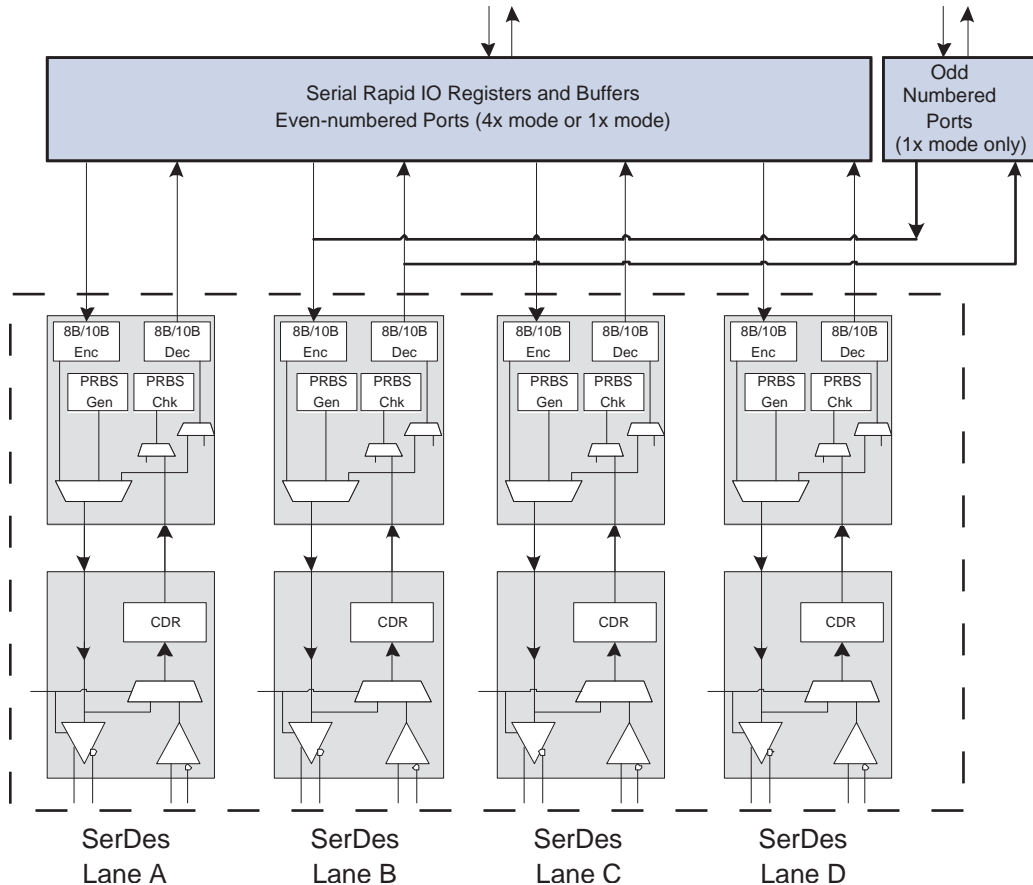 Serial Rapid IO Registers and Buffers
Even-numbered Ports (4x mode or 1x mode)
Odd
Numbered
Ports
(1x mode only)
8B/10B
Enc
8B/10B
Dec
PRBS
Gen
PRBS
Chk
CDR
8B/10B
Enc
8B/10B
Dec
PRBS
Gen
PRBS
Chk
CDR
8B/10B
Enc
8B/10B
Dec
PRBS
Gen
PRBS
Chk
CDR
8B/10B
Enc
8B/10B
Dec
PRBS
Gen
PRBS
Chk
CDR
SerDes
Lane A
SerDes
Lane B
SerDes
Lane C
SerDes
Lane D